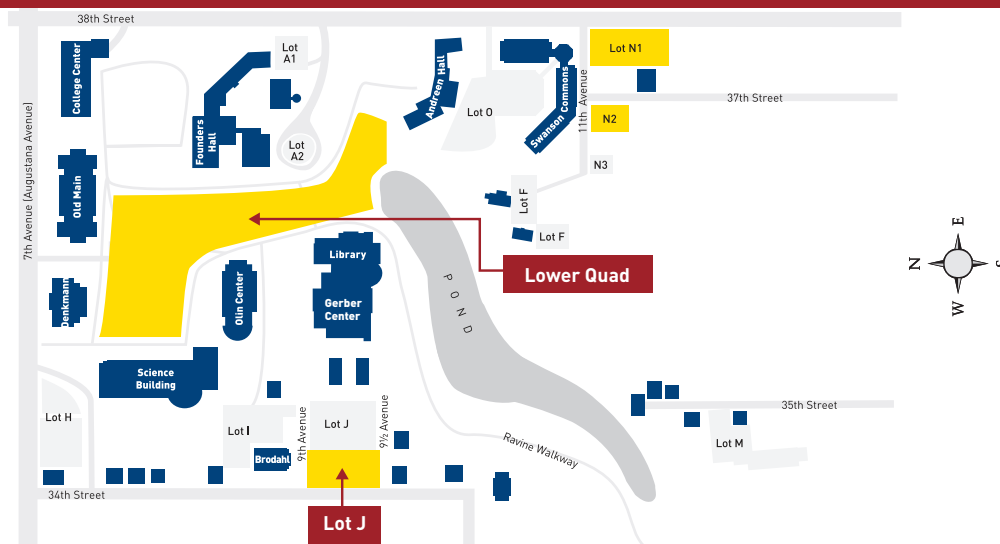 38th Street
7th Avenue (Augustana Avenue)
College Center
Lot
A1
Founders
Hall
Lot
A2
Andreen Hall
Lot O
Swanson Commons
11th Avenue
Lot N1
37th Street
N2
N3
Old Main
Lot F
Lot F
Library
Gerber
Center
Olin Center
Denkmann
Lower Quad
POND
N
E
S
W
Science
Building
Lot H
Lot I
Brodahl
9th Avenue
Lot J
9½ Avenue
Ravine Walkway
35th Street
Lot M
34th Street
Lot J